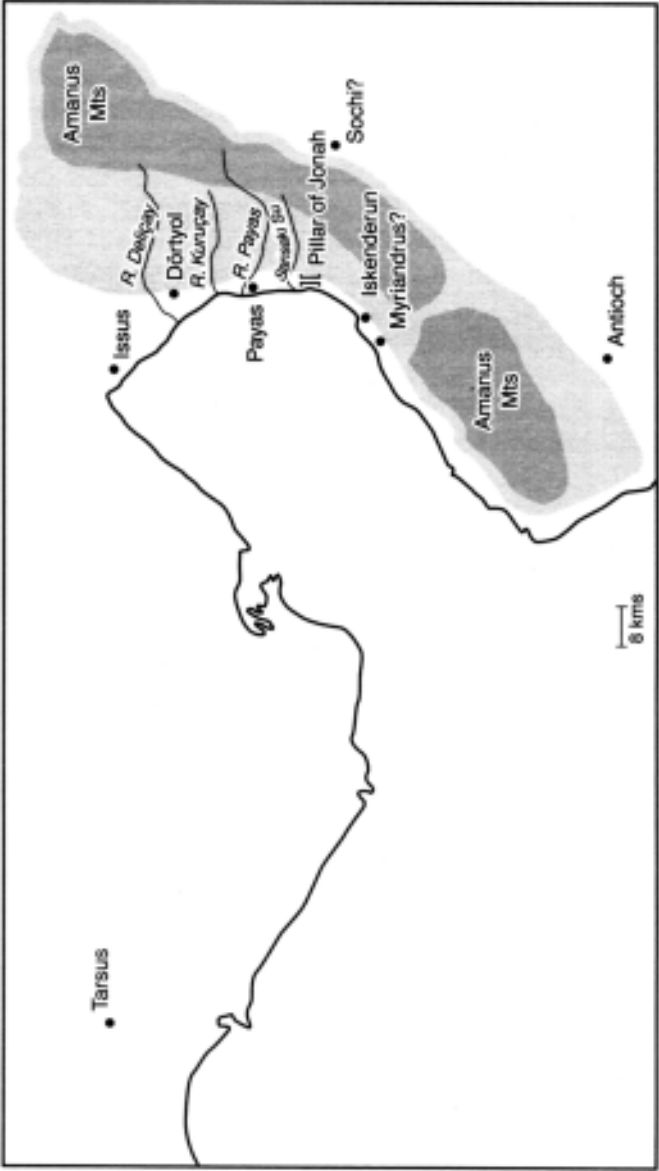 Amanus
Mts
R. Deliçay
Dörtyol
R. Kuruçay
R. Payas
Issus
Payas
Pillar of Jonah
Sochi?
Iskenderun
Myriandrus?
Amanus
Mts
Antioch
Tarsus
8 kms